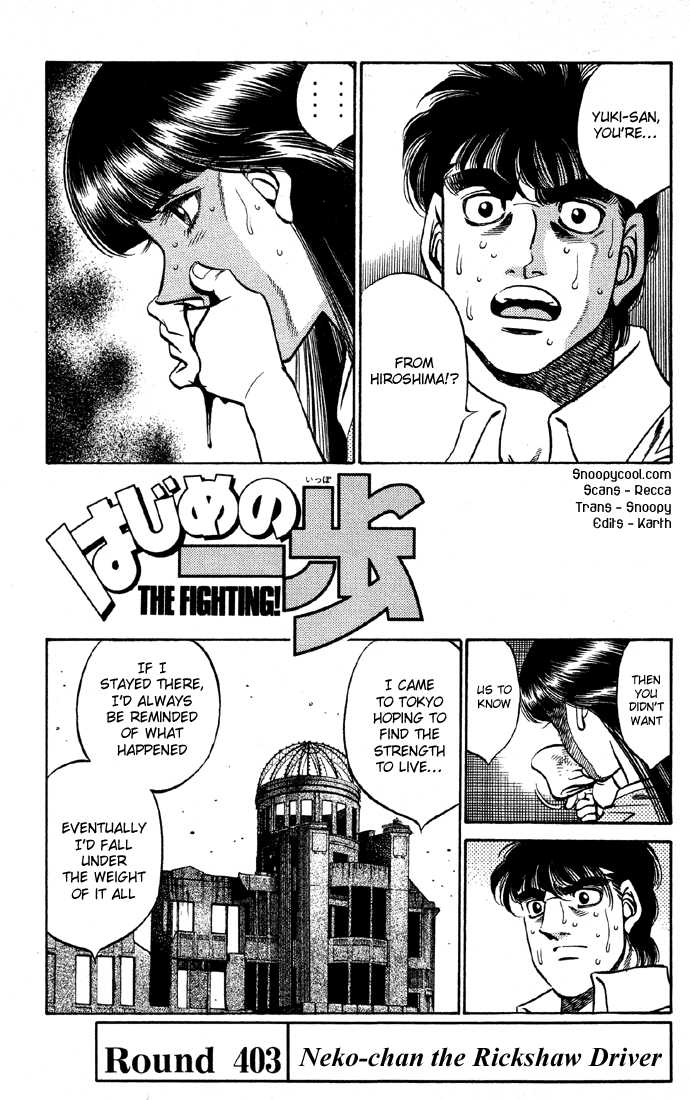 YUKI-SAN,
YOU'RE...
FROM
HIROSHIMA!?
......
Snoopycool.com
Scans - Recca
Trans - Snoopy
Edits - Karth
いっぽ
はじめの一歩
THE FIGHTING!
THEN
YOU
DIDN'T
WANT
US TO
KNOW
I CAME
TO TOKYO
HOPING TO
FIND THE
STRENGTH
TO LIVE...
IF I
STAYED THERE,
I'D ALWAYS
BE REMINDED
OF WHAT
HAPPENED
EVENTUALLY
I'D FALL
UNDER
THE WEIGHT
OF IT ALL
Round 403
Neko-chan the Rickshaw Driver